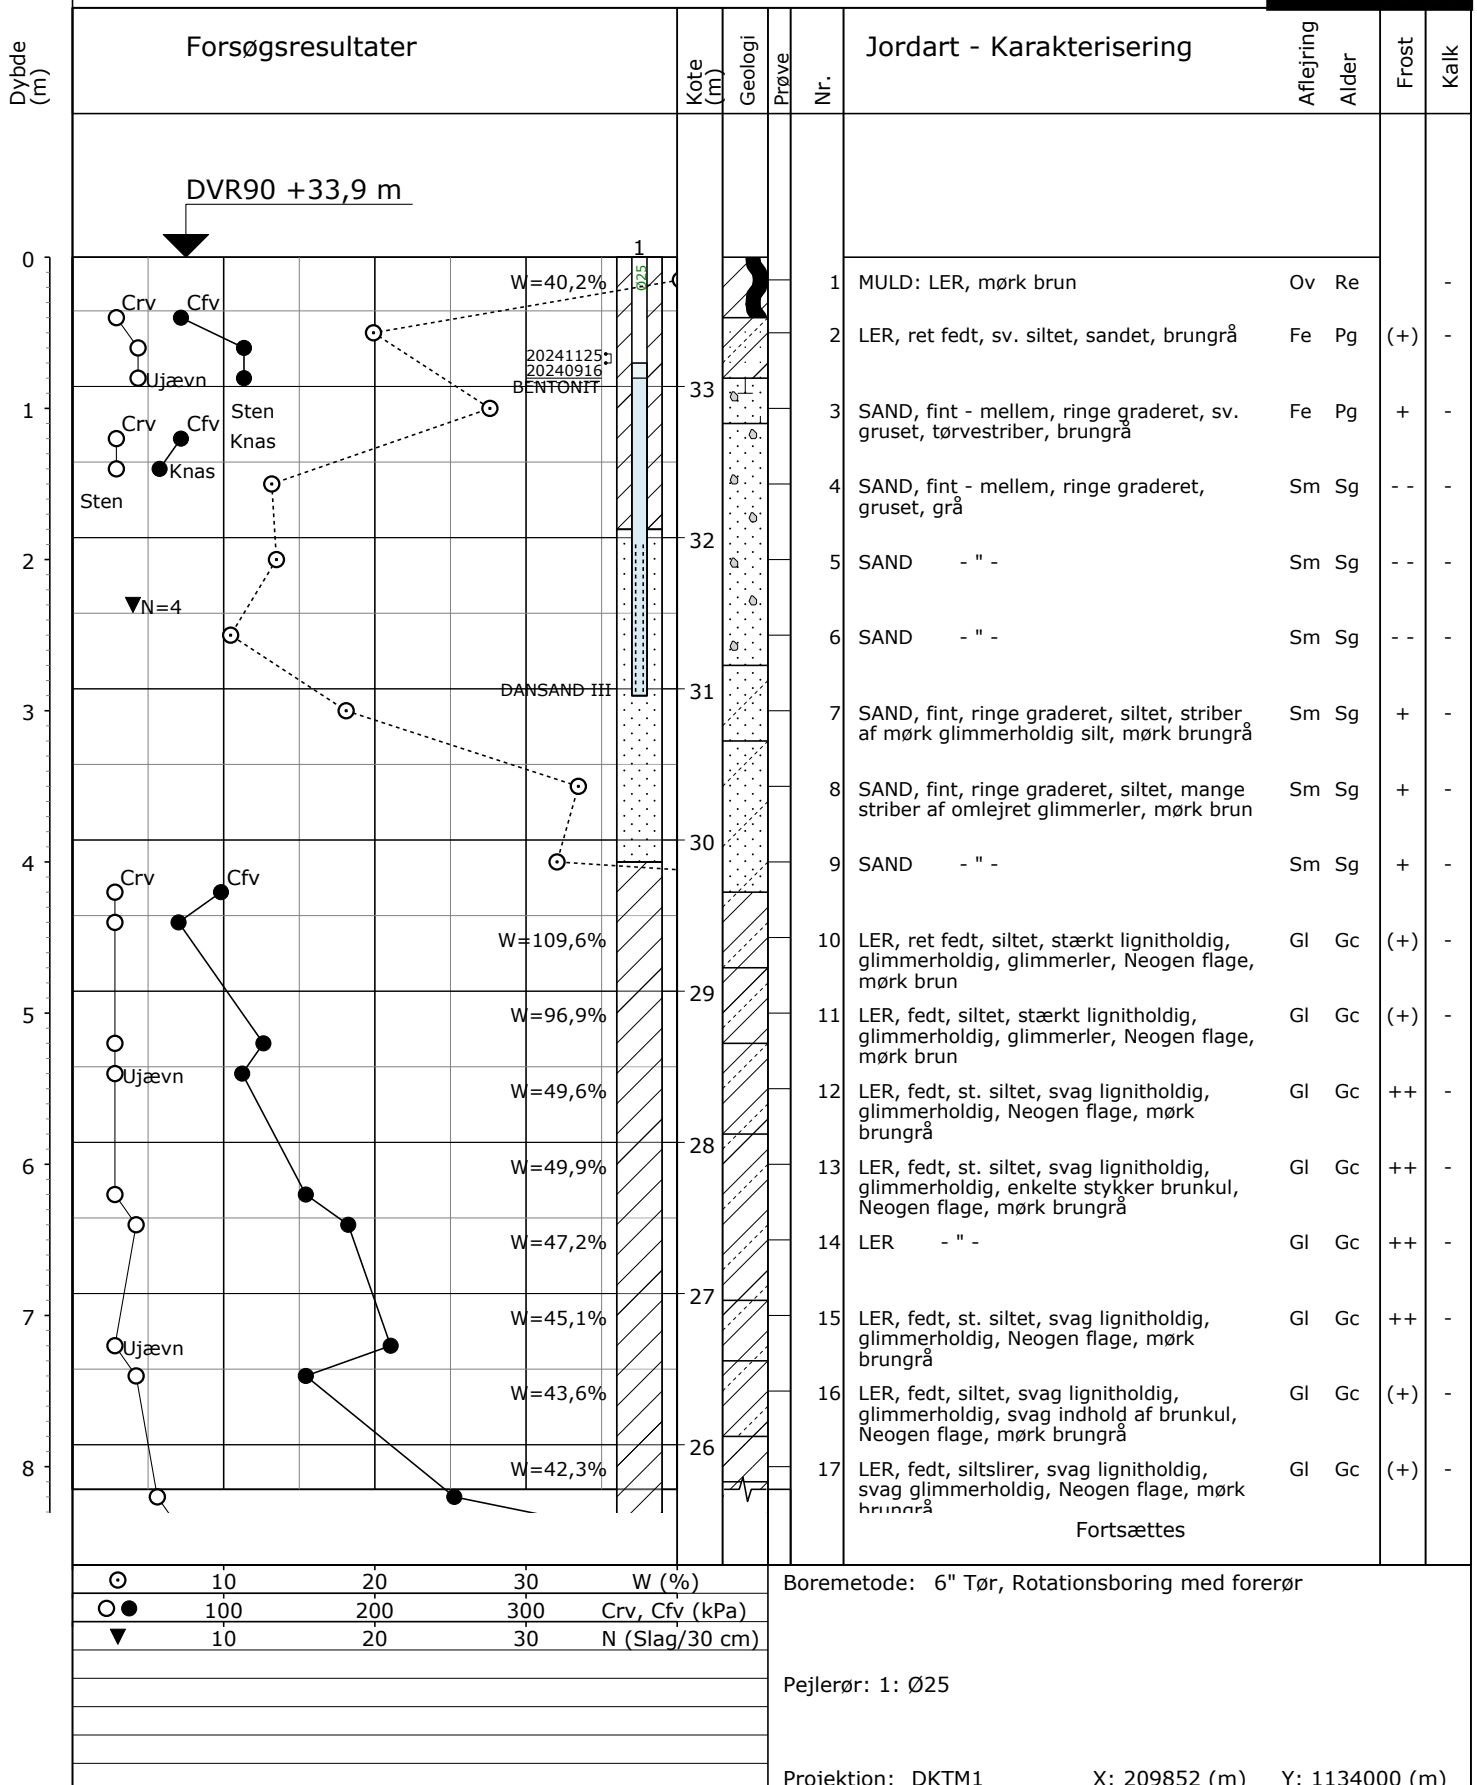 Dybde (m)
Forsøgsresultater
Kote (m)
Geologi
Prøve
Nr.
Jordart - Karakterisering
Aflejring
Alder
Frost
Kalk
DVR90 +33,9 m
1
Ø25
0
W=40,2%
1 MULD: LER, mørk brun Ov Re -
Crv Cfv
2 LER, ret fedt, sv. siltet, sandet, brungrå Fe Pg (+) -
20241125
20240916
Ujævn
BENTONIT
33
1
Sten
3 SAND, fint - mellem, ringe graderet, sv. Fe Pg + -
gruset, tørvestriber, brungrå
Crv Cfv
Knas
Knas
Sten
4 SAND, fint - mellem, ringe graderet, Sm Sg - - -
gruset, grå
32
2
5 SAND - " - Sm Sg - - -
N=4
6 SAND - " - Sm Sg - - -
DANSAND III
31
3
7 SAND, fint, ringe graderet, siltet, striber Sm Sg + -
af mørk glimmerholdig silt, mørk brungrå
8 SAND, fint, ringe graderet, siltet, mange Sm Sg + -
striber af omlejret glimmerler, mørk brun
30
4
9 SAND - " - Sm Sg + -
Crv Cfv
W=109,6%
10 LER, ret fedt, siltet, stærkt lignitholdig, Gl Gc (+) -
glimmerholdig, glimmerler, Neogen flage,
mørk brun
29
5
W=96,9%
11 LER, fedt, siltet, stærkt lignitholdig, Gl Gc (+) -
glimmerholdig, glimmerler, Neogen flage,
mørk brun
Ujævn
W=49,6%
12 LER, fedt, st. siltet, svag lignitholdig, Gl Gc ++ -
glimmerholdig, Neogen flage, mørk
brungrå
28
6
W=49,9%
13 LER, fedt, st. siltet, svag lignitholdig, Gl Gc ++ -
glimmerholdig, enkelte stykker brunkul,
Neogen flage, mørk brungrå
W=47,2%
14 LER - " - Gl Gc ++ -
27
7
W=45,1%
15 LER, fedt, st. siltet, svag lignitholdig, Gl Gc ++ -
glimmerholdig, Neogen flage, mørk
brungrå
Ujævn
W=43,6%
16 LER, fedt, siltet, svag lignitholdig, Gl Gc (+) -
glimmerholdig, svag indhold af brunkul,
Neogen flage, mørk brungrå
26
8
W=42,3%
17 LER, fedt, siltslirer, svag lignitholdig, Gl Gc (+) -
svag glimmerholdig, Neogen flage, mørk
brungrå
Fortsættes
10 20 30 W (%)
100 200 300 Crv, Cfv (kPa)
10 20 30 N (Slag/30 cm)
Boremetode: 6" Tør, Rotationsboring med forerør
Pejlerør: 1: Ø25
Projektion: DKTM1 X: 209852 (m) Y: 1134000 (m)